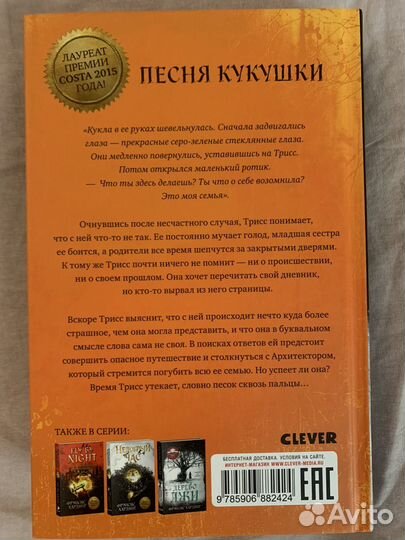 ЛАУРЕАТ
ПРЕМИИ
COSTA 2015
ГОДА!
ПЕСНЯ КУКУШКИ
«Кукла в ее руках шевельнулась. Сначала задвигались
глаза — прекрасные серо-зеленые стеклянные глаза.
Они медленно повернулись, уставившись на Трисс.
Потом открылся маленький ротик.
— Что ты здесь делаешь? Ты что о себе возомнила?
Это моя семья».
Очнувшись после несчастного случая, Трисс понимает,
что с ней что-то не так. Ее постоянно мучает голод, младшая сестра
ее боится, а родители все время шепчутся за закрытыми дверями.
К тому же Трисс почти ничего не помнит — ни о происшествии,
ни о своем прошлом. Она хочет перечитать свой дневник,
но кто-то вырвал из него страницы.
Вскоре Трисс выяснит, что с ней происходит нечто куда более
страшное, чем она могла представить, и что она в буквальном
смысле слова сама не своя. В поисках ответов ей предстоит
совершить опасное путешествие и столкнуться с Архитектором,
который стремится погубить всю ее семью. Но успеет ли она?
Время Трисс утекает, словно песок сквозь пальцы...
ТАКЖЕ В СЕРИИ:
CLEVER
БЕСПЛАТНАЯ ДОСТАВКА. УСЛОВИЯ НА САЙТЕ.
ИНТЕРНЕТ-МАГАЗИН WWW.CLEVER-MEDIA.RU
NIGHT
ЧАС
ЛЖИ
ФРЭНСИС
ХАРДИНГ
9 785906 882424
EAC
Avito